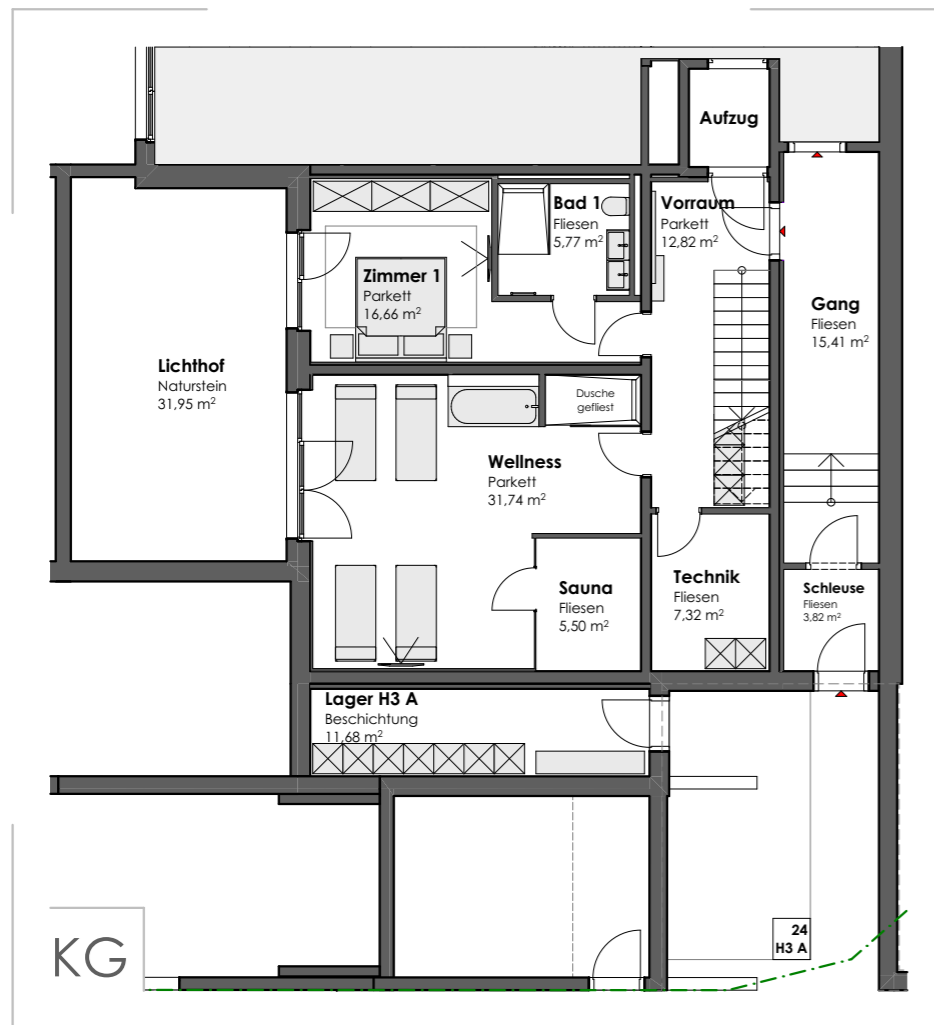 Aufzug
Bad 1
Fliesen
5,77 m²
Vorraum
Parkett
12,82 m²
Zimmer 1
Parkett
16,66 m²
Gang
Fliesen
15,41 m²
Lichthof
Naturstein
31,95 m²
Dusche
gefliest
Wellness
Parkett
31,74 m²
Sauna
Fliesen
5,50 m²
Technik
Fliesen
7,32 m²
Schleuse
Fliesen
3,82 m²
Lager H3 A
Beschichtung
11,68 m²
24
H3 A
KG